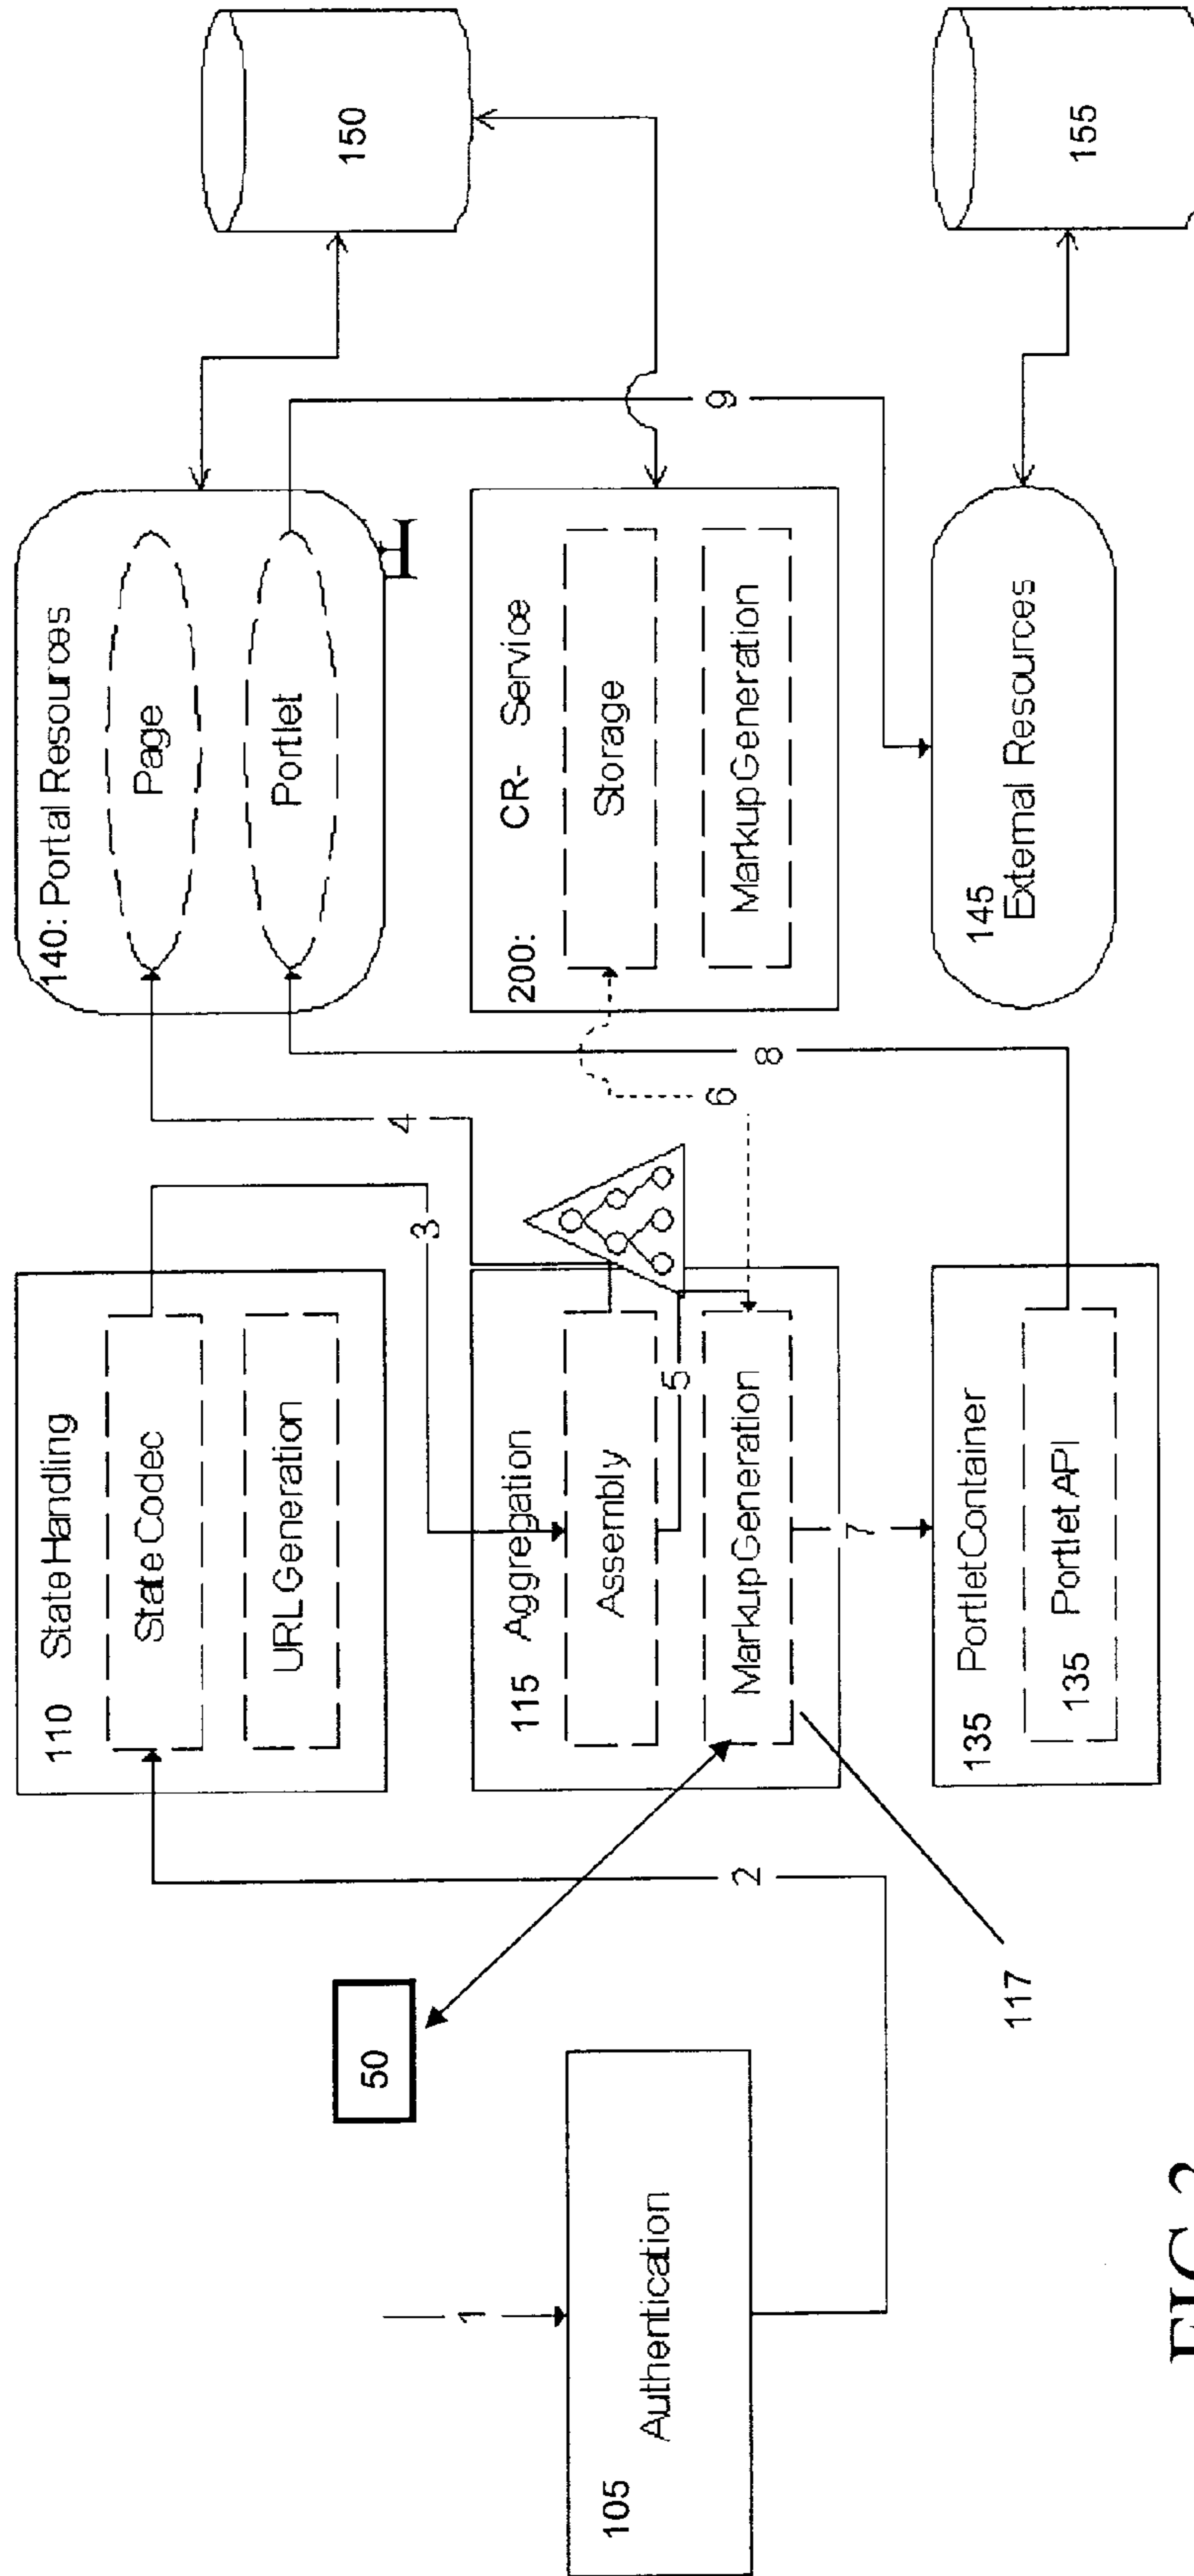 1
105
Authentication
50
2
110 State Handling
State Codec
URL Generation
3
115 Aggregation
Assembly
5
Markup Generation
117
7
135 Portlet Container
135 Portlet API
4
6
8
140: Portal Resources
Page
Portlet
200: CR- Service
Storage
Markup Generation
9
145
External Resources
150
155